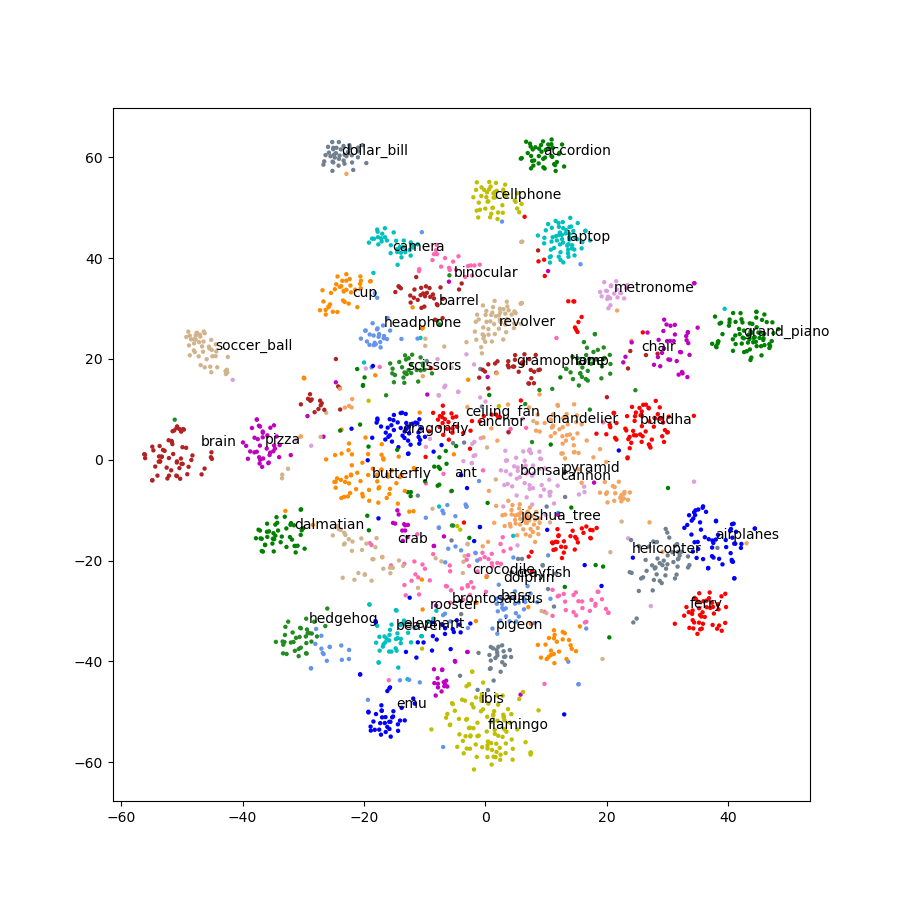 60
40
20
0
−20
−40
−60
dollar_bill
accordion
cellphone
laptop
camera
binocular
metronome
cup
barrel
headphone
revolver
grand_piano
soccer_ball
chair
scissors
gramophone
lamp
ceiling_fan
anchor
chandelier
buddha
dragonfly
brain
pizza
butterfly
ant
bonsai
pyramid
cannon
joshua_tree
dalmatian
airplanes
crab
helicopter
crocodile
crayfish
dolphin
brontosaurus
bass
rooster
ferry
hedgehog
beaver
elephant
pigeon
emu
ibis
flamingo
−60
−40
−20
0
20
40